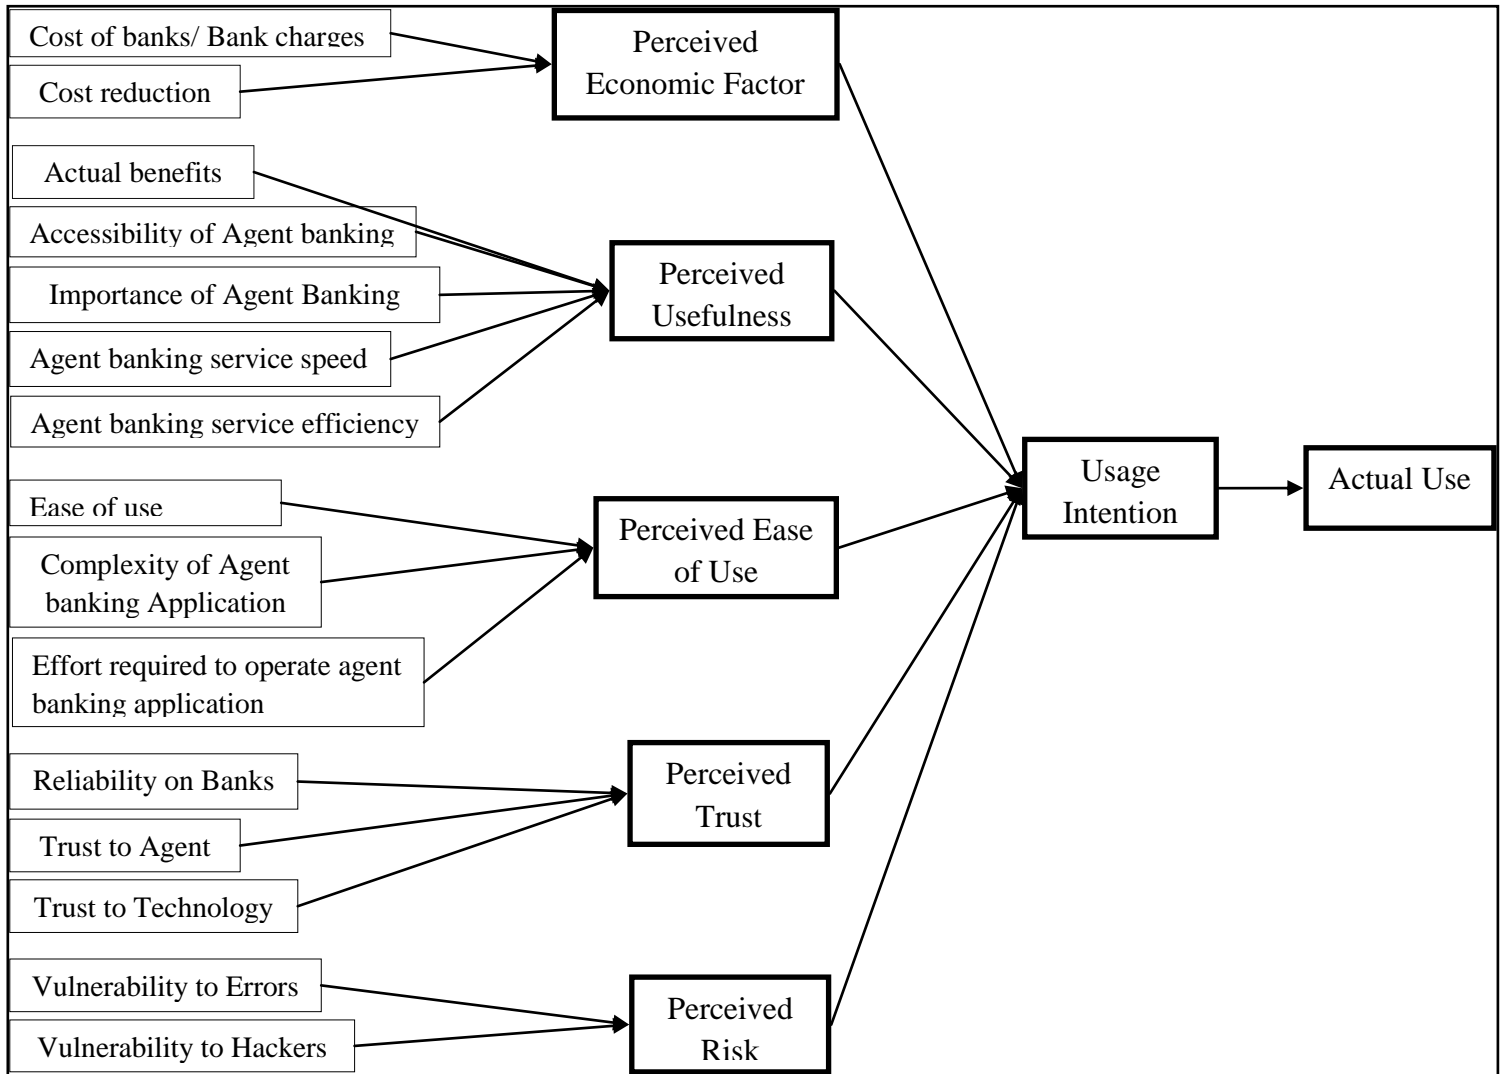 Cost of banks/ Bank charges
Cost reduction
Perceived
Economic Factor
Actual benefits
Accessibility of Agent banking
Importance of Agent Banking
Agent banking service speed
Agent banking service efficiency
Perceived
Usefulness
Ease of use
Complexity of Agent
banking Application
Effort required to operate agent
banking application
Perceived Ease
of Use
Usage
Intention
Actual Use
Reliability on Banks
Trust to Agent
Trust to Technology
Perceived
Trust
Vulnerability to Errors
Vulnerability to Hackers
Perceived
Risk